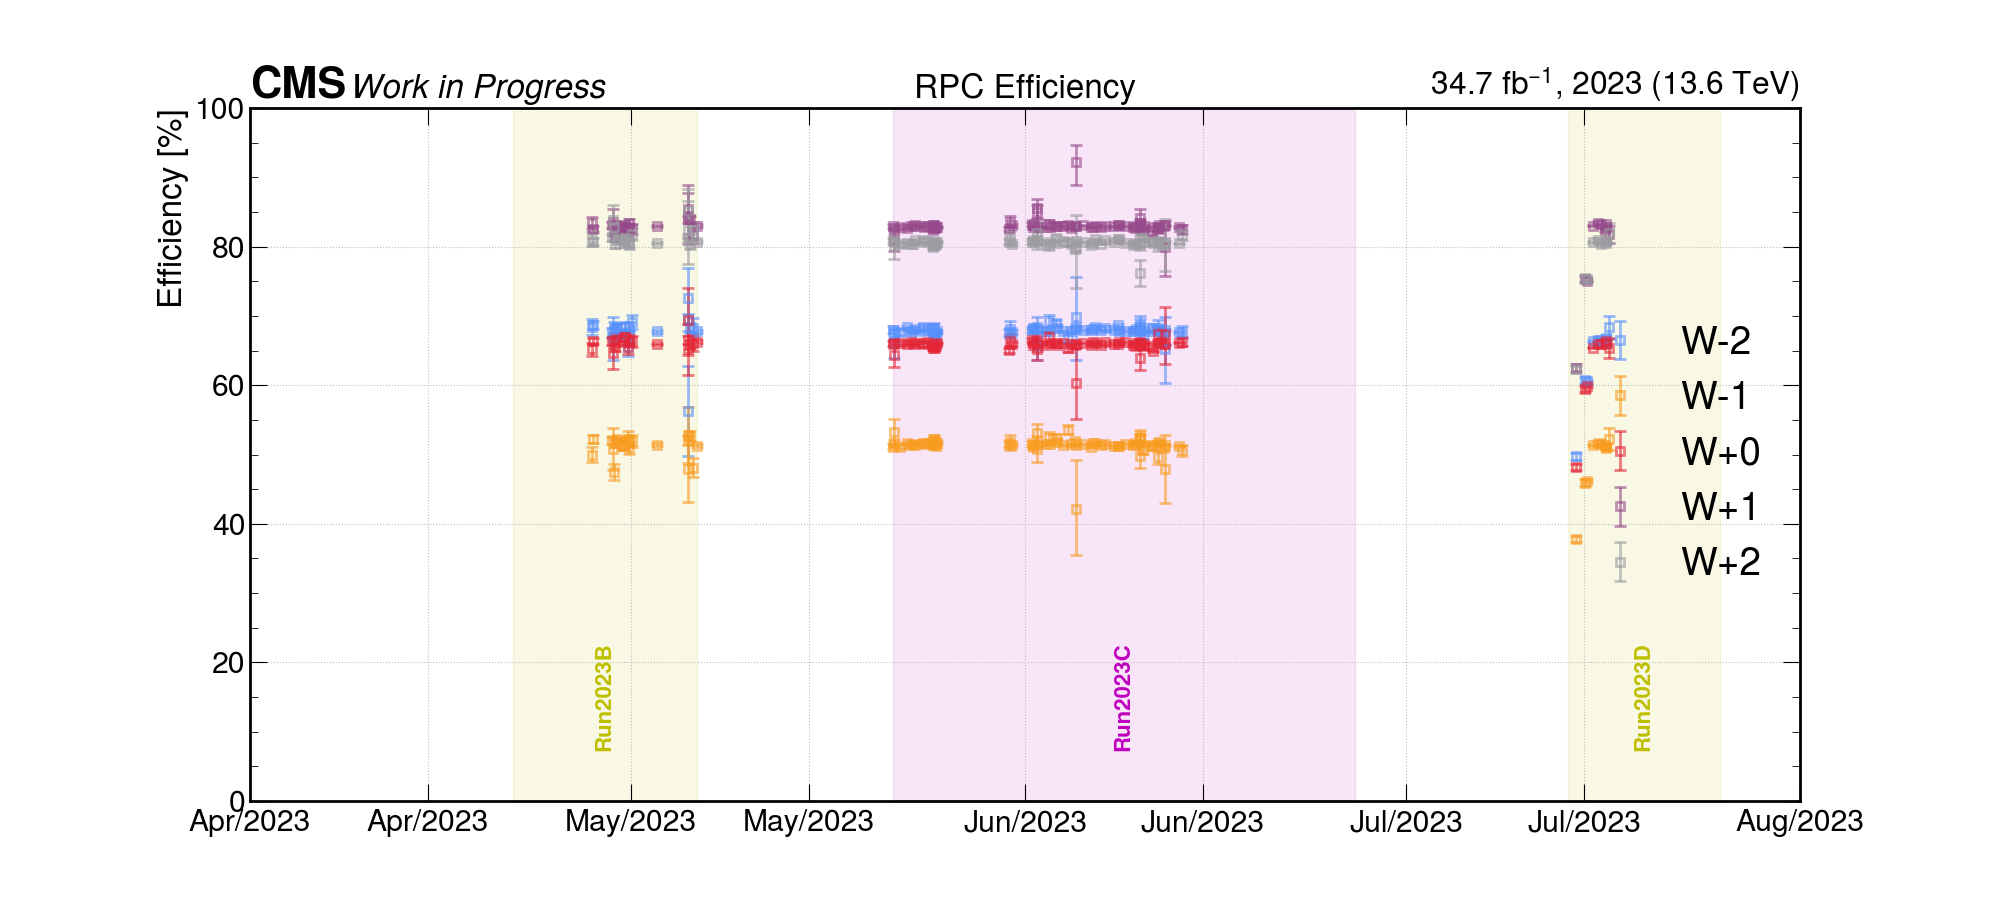 CMS Work in Progress
RPC Efficiency
34.7 fb⁻¹, 2023 (13.6 TeV)
Efficiency [%]
100
80
60
40
20
0
W-2
W-1
W+0
W+1
W+2
Run2023B
Run2023C
Run2023D
Apr/2023 Apr/2023 May/2023 May/2023 Jun/2023 Jun/2023 Jul/2023 Jul/2023 Aug/2023